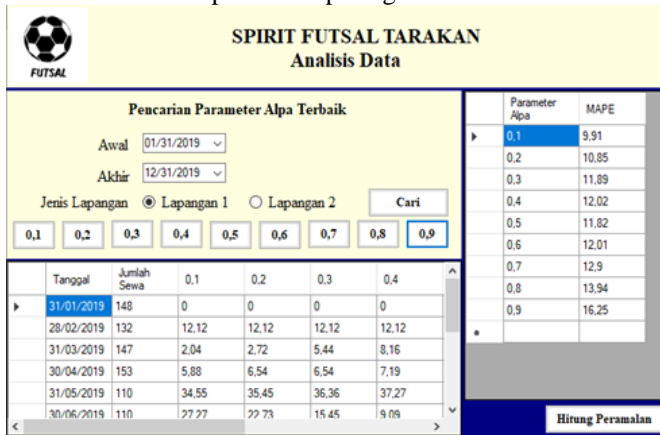 SPIRIT FUTSAL TARAKAN
Analisis Data
FUTSAL
Pencarian Parameter Alpa Terbaik
Awal 01/31/2019
Akhir 12/31/2019
Jenis Lapangan Lapangan 1 Lapangan 2 Cari
0,1 0,2 0,3 0,4 0,5 0,6 0,7 0,8 0,9
Tanggal Jumlah Sewa 0,1 0,2 0,3 0,4
31/01/2019 148 0 0 0 0
28/02/2019 132 12,12 12,12 12,12 12,12
31/03/2019 147 2,04 2,72 5,44 8,16
30/04/2019 153 5,88 6,54 6,54 7,19
31/05/2019 110 34,55 35,45 36,36 37,27
30/06/2019 110 27,27 22,73 15,45 9,09
Parameter Alpa MAPE
0,1 9,91
0,2 10,85
0,3 11,89
0,4 12,02
0,5 11,82
0,6 12,01
0,7 12,9
0,8 13,94
0,9 16,25
Hitung Peramalan